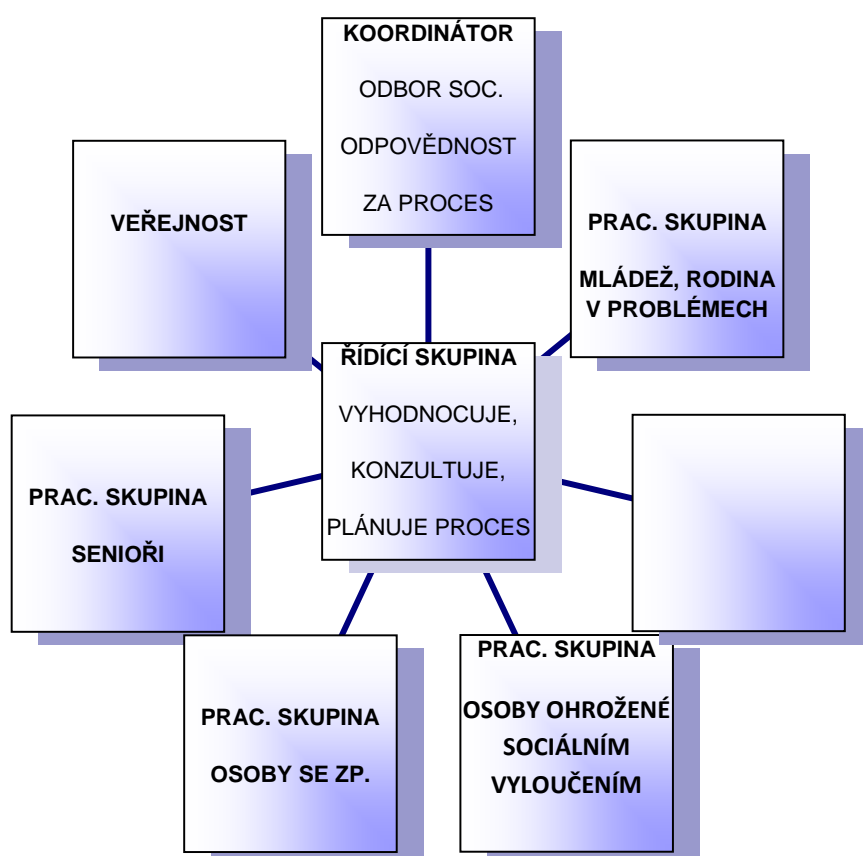 KOORDINÁTOR
ODBOR SOC.
ODPOVĚDNOST
ZA PROCES
VEŘEJNOST
PRAC. SKUPINA
MLÁDEŽ, RODINA
V PROBLÉMECH
ŘÍDÍCÍ SKUPINA
VYHODNOCUJE,
KONZULTUJE,
PLÁNUJE PROCES
PRAC. SKUPINA
SENIOŘI
PRAC. SKUPINA
OSOBY SE ZP.
PRAC. SKUPINA
OSOBY OHROŽENÉ
SOCIÁLNÍM
VYLOUČENÍM